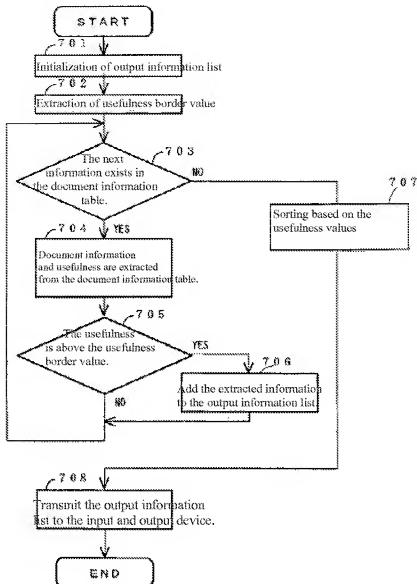 START
701
Initialization of output information list
702
Extraction of usefulness border value
703
The next
information exists in
the document information
table.
NO
YES
704
Document information
and usefulness are extracted
from the document information table.
705
The usefulness
is above the usefulness
border value.
YES
NO
706
Add the extracted information
to the output information list.
707
Sorting based on the
usefulness values
708
Transmit the output information
list to the input and output device.
END